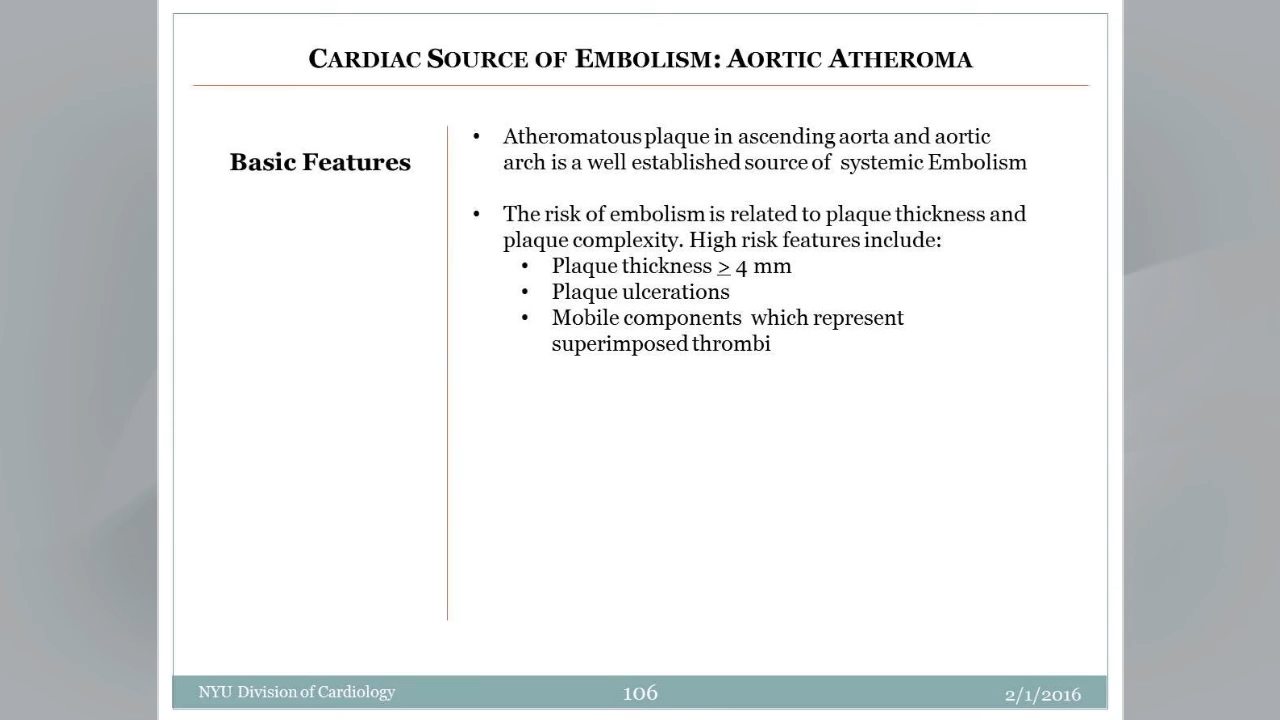 CARDIAC SOURCE OF EMBOLISM: AORTIC ATHEROMA
Basic Features
• Atheromatous plaque in ascending aorta and aortic
arch is a well established source of systemic Embolism
• The risk of embolism is related to plaque thickness and
plaque complexity. High risk features include:
• Plaque thickness ≥ 4 mm
• Plaque ulcerations
• Mobile components which represent
superimposed thrombi
NYU Division of Cardiology
106
2/1/2016